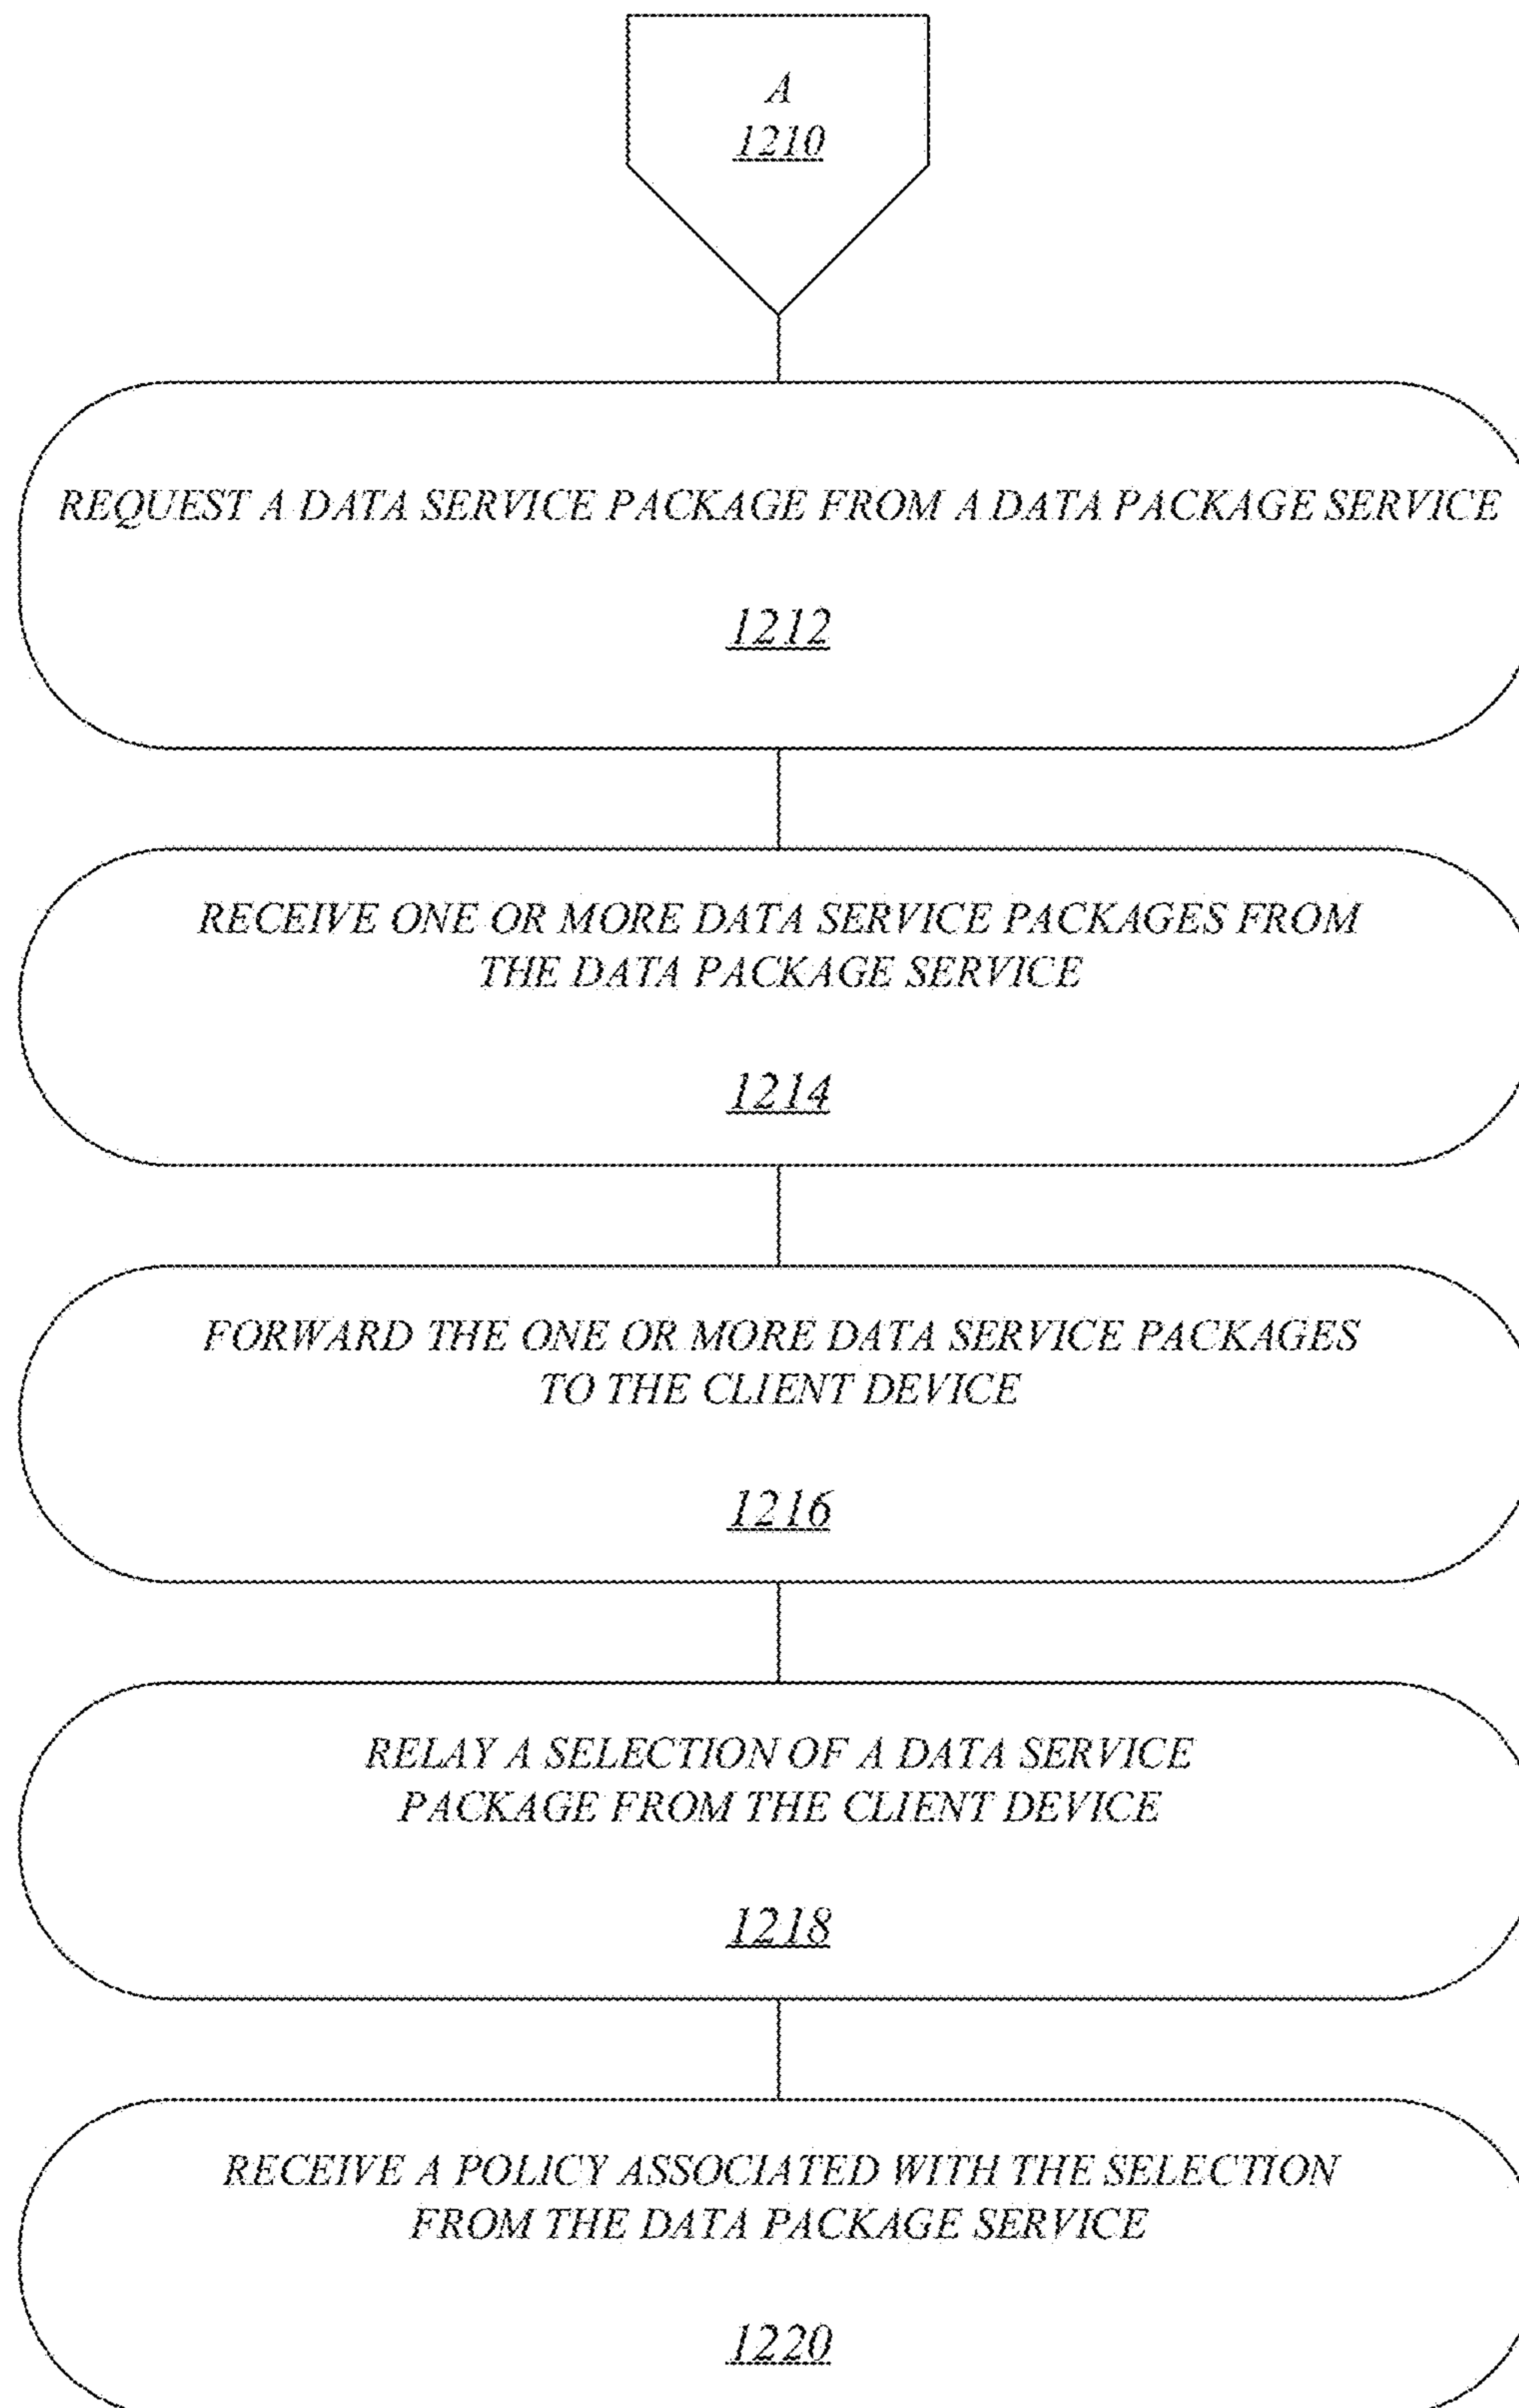 A
1210
REQUEST A DATA SERVICE PACKAGE FROM A DATA PACKAGE SERVICE
1212
RECEIVE ONE OR MORE DATA SERVICE PACKAGES FROM
THE DATA PACKAGE SERVICE
1214
FORWARD THE ONE OR MORE DATA SERVICE PACKAGES
TO THE CLIENT DEVICE
1216
RELAY A SELECTION OF A DATA SERVICE
PACKAGE FROM THE CLIENT DEVICE
1218
RECEIVE A POLICY ASSOCIATED WITH THE SELECTION
FROM THE DATA PACKAGE SERVICE
1220